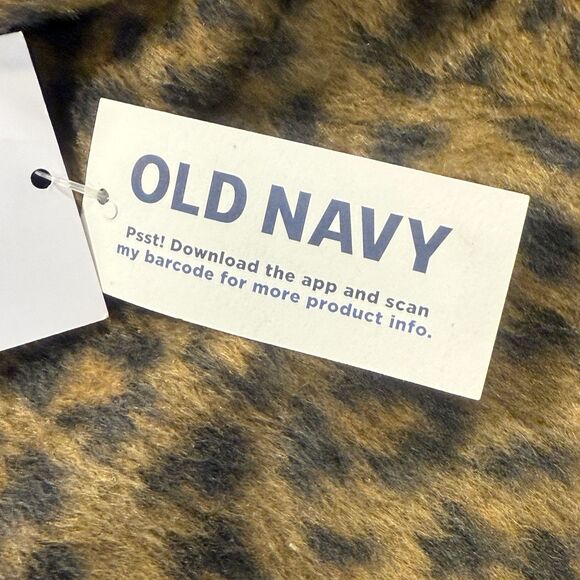 OLD NAVY
Psst! Download the app and scan
my barcode for more product info.